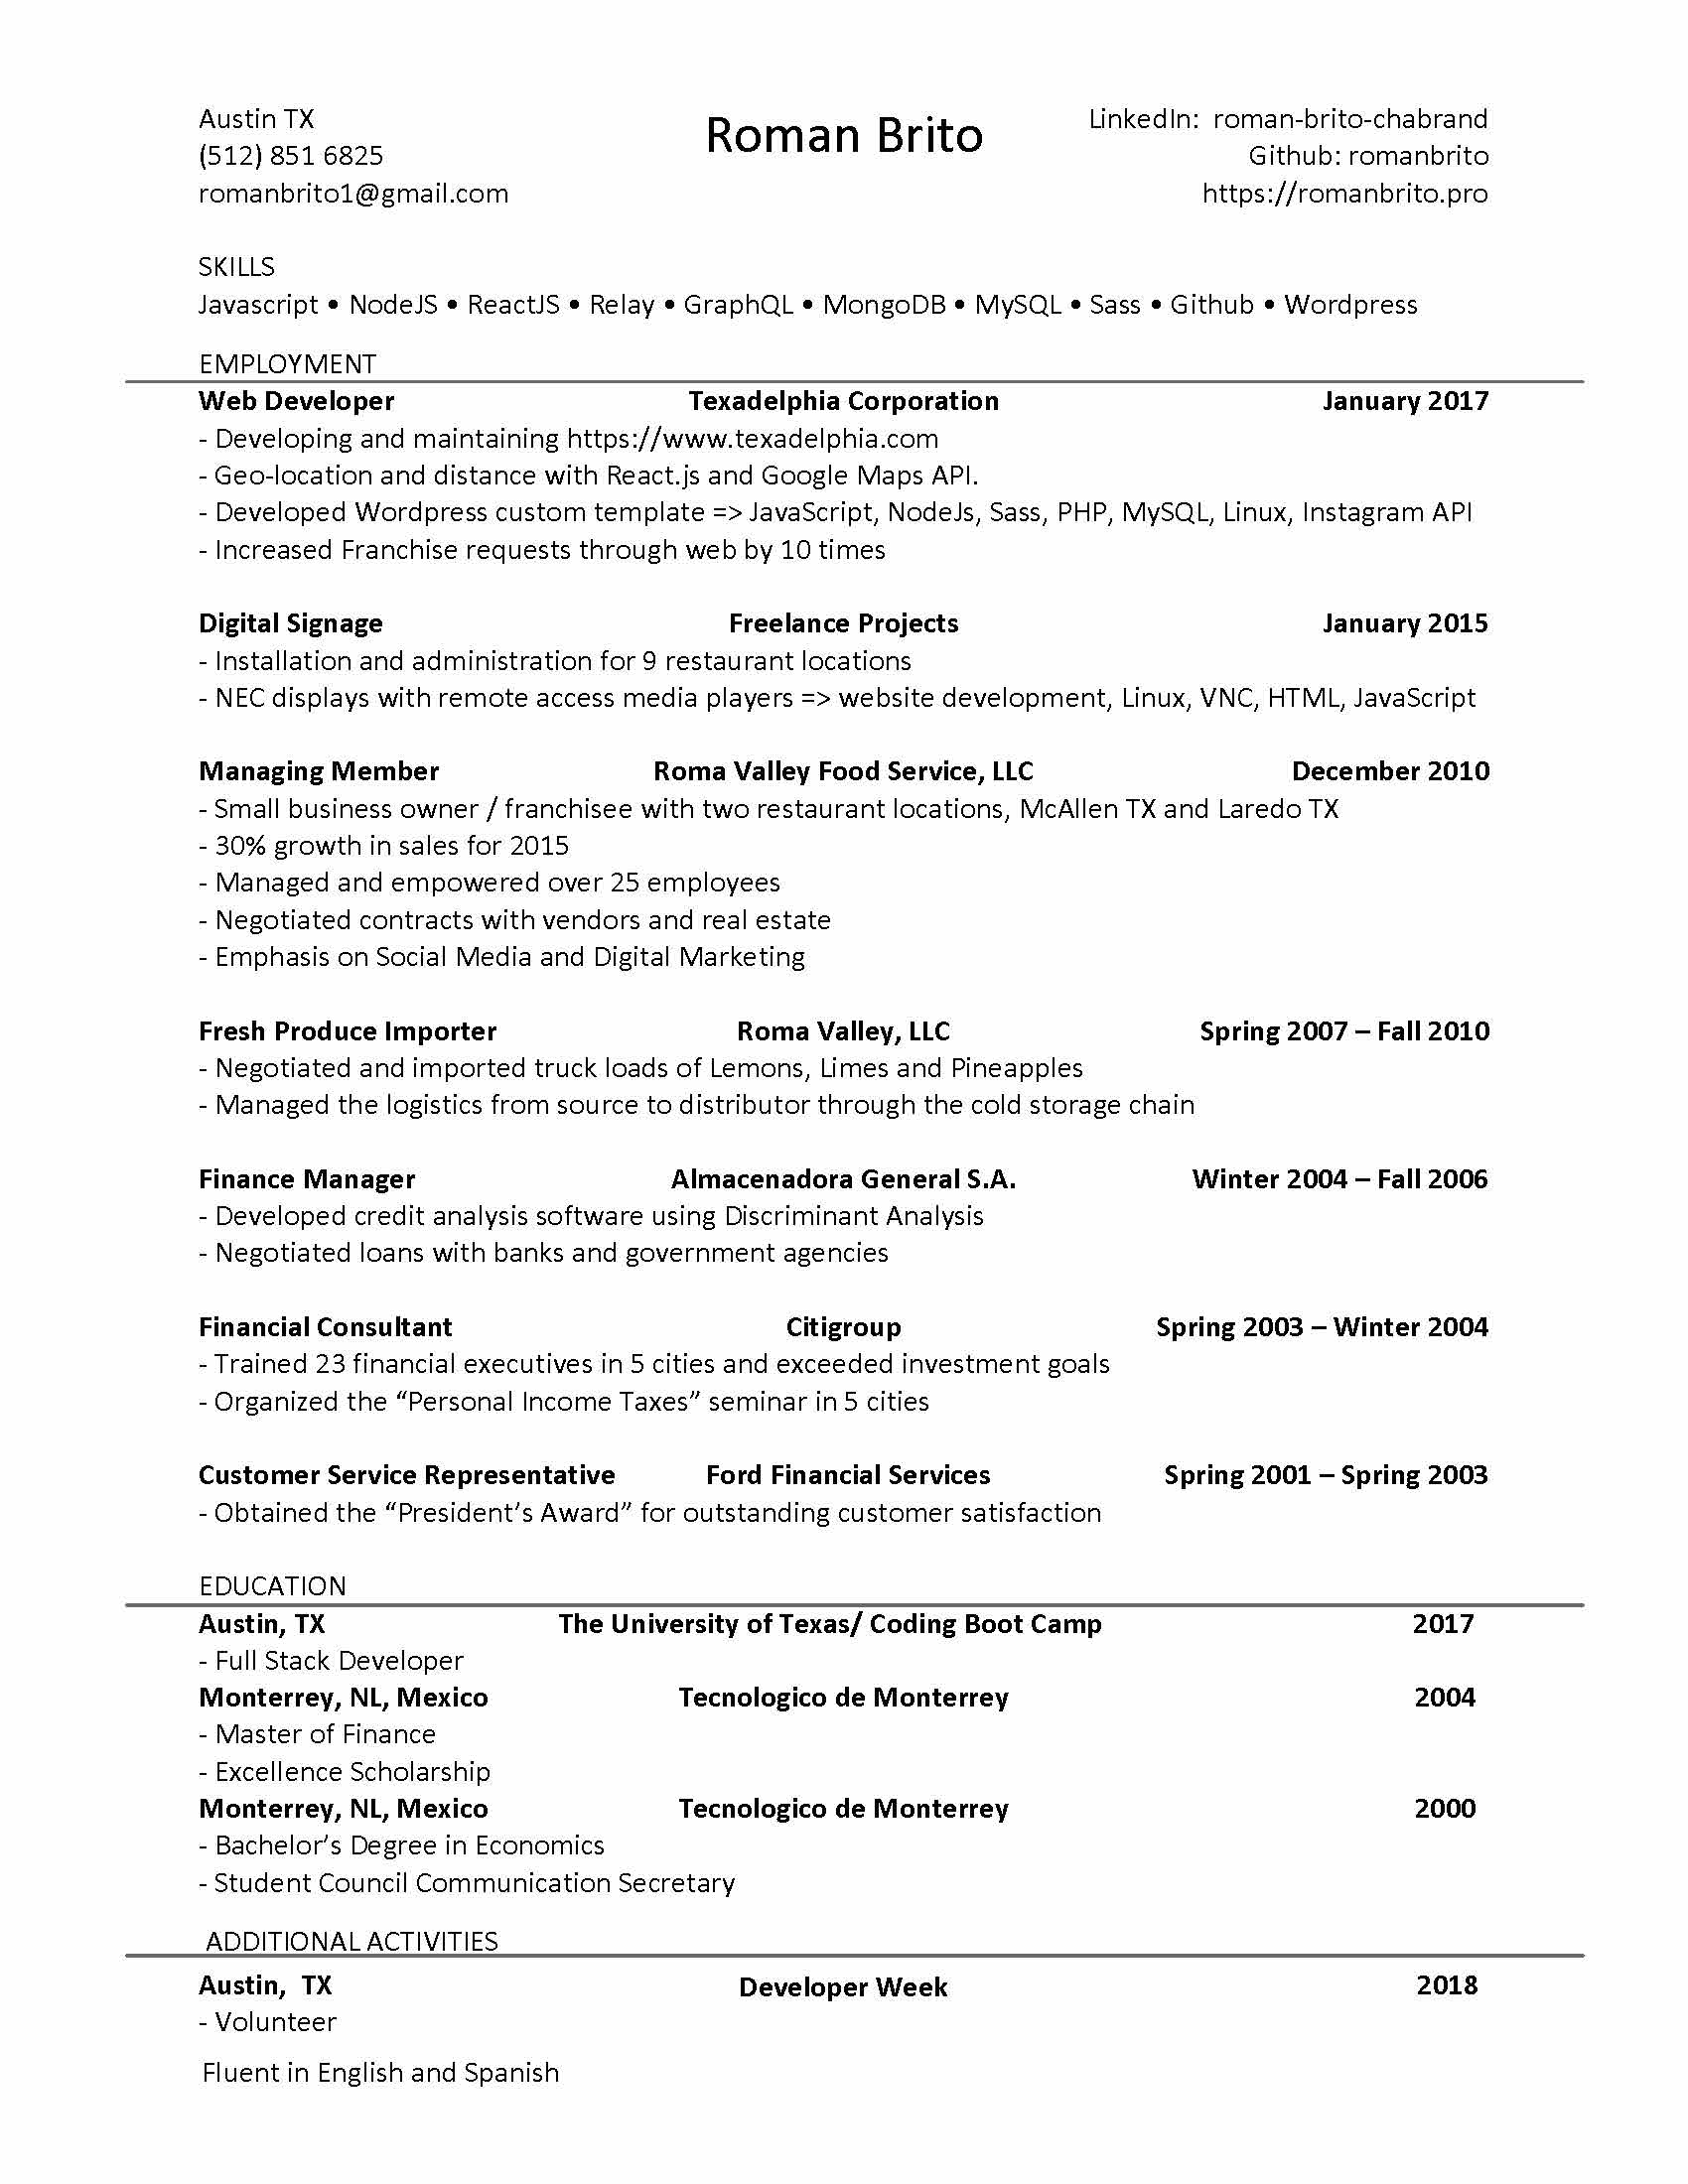 Austin TX
(512) 851 6825
romanbrito1@gmail.com
Roman Brito
LinkedIn: roman-brito-chabrand
Github: romanbrito
https://romanbrito.pro
SKILLS
Javascript • NodeJS • ReactJS • Relay • GraphQL • MongoDB • MySQL • Sass • Github • Wordpress
EMPLOYMENT
Web Developer Texadelphia Corporation January 2017
- Developing and maintaining https://www.texadelphia.com
- Geo-location and distance with React.js and Google Maps API.
- Developed Wordpress custom template => JavaScript, NodeJs, Sass, PHP, MySQL, Linux, Instagram API
- Increased Franchise requests through web by 10 times
Digital Signage Freelance Projects January 2015
- Installation and administration for 9 restaurant locations
- NEC displays with remote access media players => website development, Linux, VNC, HTML, JavaScript
Managing Member Roma Valley Food Service, LLC December 2010
- Small business owner / franchisee with two restaurant locations, McAllen TX and Laredo TX
- 30% growth in sales for 2015
- Managed and empowered over 25 employees
- Negotiated contracts with vendors and real estate
- Emphasis on Social Media and Digital Marketing
Fresh Produce Importer Roma Valley, LLC Spring 2007 – Fall 2010
- Negotiated and imported truck loads of Lemons, Limes and Pineapples
- Managed the logistics from source to distributor through the cold storage chain
Finance Manager Almacenadora General S.A. Winter 2004 – Fall 2006
- Developed credit analysis software using Discriminant Analysis
- Negotiated loans with banks and government agencies
Financial Consultant Citigroup Spring 2003 – Winter 2004
- Trained 23 financial executives in 5 cities and exceeded investment goals
- Organized the “Personal Income Taxes” seminar in 5 cities
Customer Service Representative Ford Financial Services Spring 2001 – Spring 2003
- Obtained the “President’s Award” for outstanding customer satisfaction
EDUCATION
Austin, TX The University of Texas/ Coding Boot Camp 2017
- Full Stack Developer
Monterrey, NL, Mexico Tecnologico de Monterrey 2004
- Master of Finance
- Excellence Scholarship
Monterrey, NL, Mexico Tecnologico de Monterrey 2000
- Bachelor’s Degree in Economics
- Student Council Communication Secretary
ADDITIONAL ACTIVITIES
Austin, TX Developer Week 2018
- Volunteer
Fluent in English and Spanish